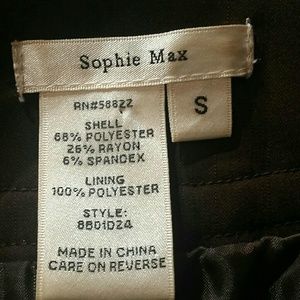 Sophie Max
S
RN#58822
SHELL
68% POLYESTER
26% RAYON
6% SPANDEX
LINING
100% POLYESTER
STYLE:
8B01D24
MADE IN CHINA
CARE ON REVERSE